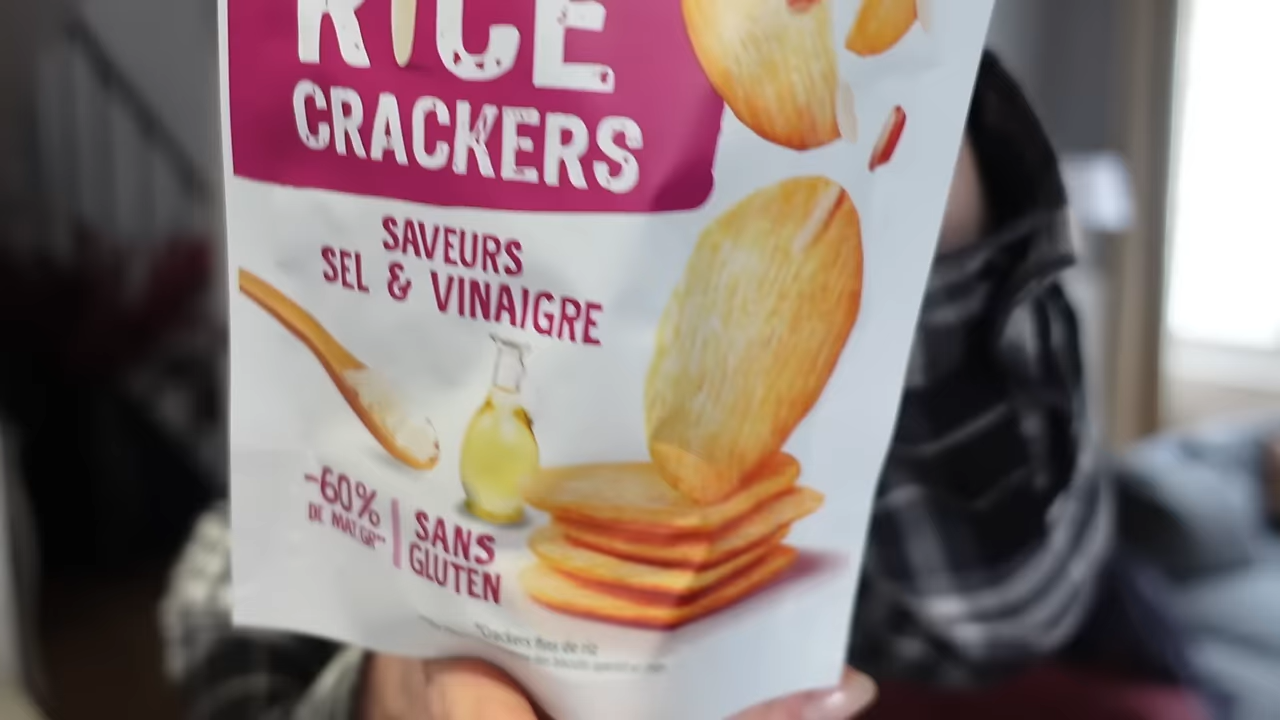 RICE
CRACKERS
SAVEURS
SEL & VINAIGRE
-60%
DE MAT.GR**
SANS
GLUTEN
*Crackers fins de riz